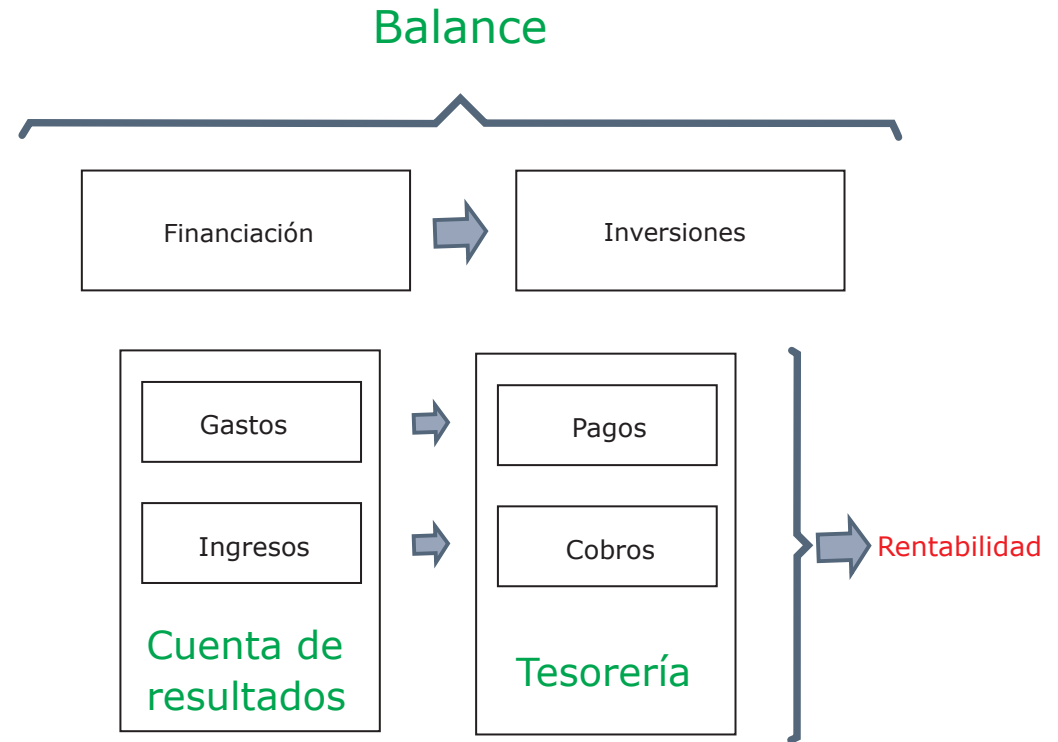 Balance
Financiación
Inversiones
Gastos
Pagos
Ingresos
Cobros
Rentabilidad
Cuenta de
resultados
Tesorería